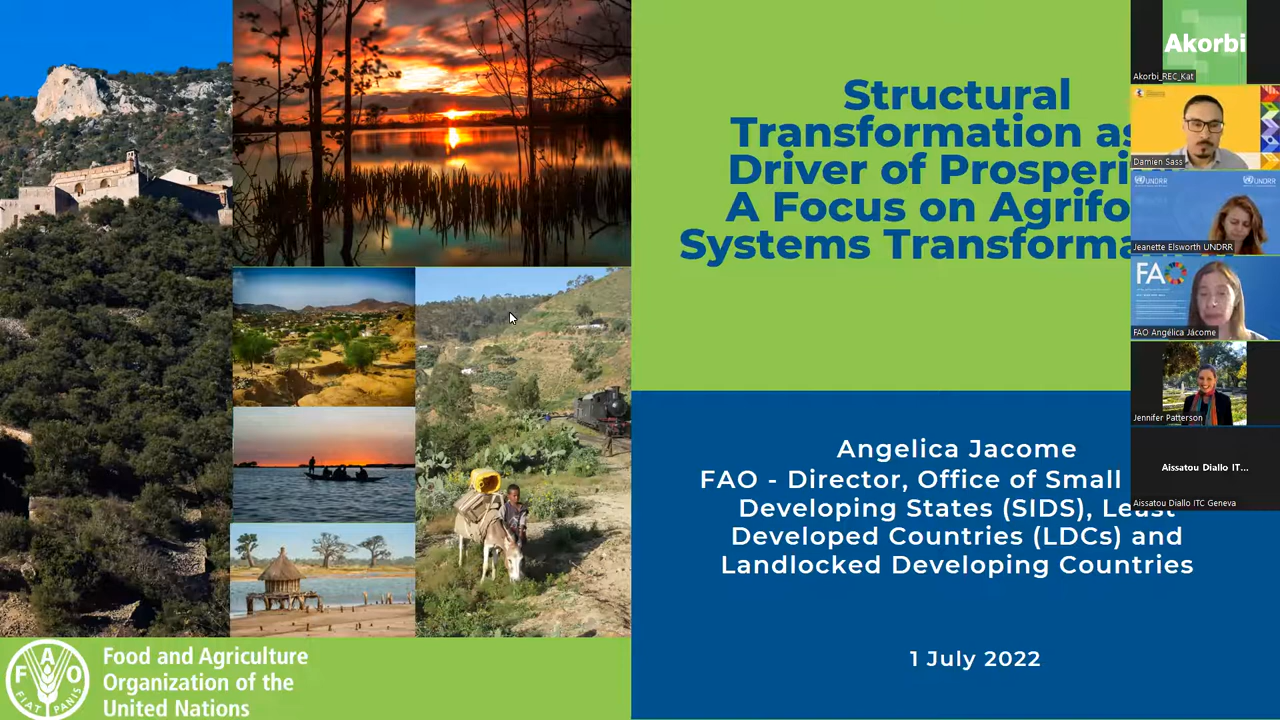 Structural
Transformation as
Driver of Prosperi
A Focus on Agrifo
Systems Transforma
Angelica Jacome
FAO - Director, Office of Small
Developing States (SIDS), Least
Developed Countries (LDCs) and
Landlocked Developing Countries
1 July 2022
FAO
FIAT PANIS
Food and Agriculture
Organization of the
United Nations
Akorbi
Akorbi_REC_Kat
Damien Sass
UNDRR
UNDRR
Jeanette Elsworth UNDRR
FAO
FAO Angélica Jácome
Jennifer Patterson
Aissatou Diallo IT...
Aissatou Diallo ITC Geneva